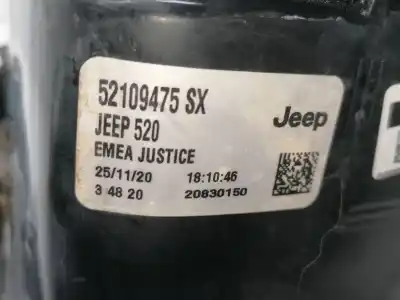 52109475 SX
JEEP 520
Jeep
EMEA JUSTICE
25/11/20 18:10:46
3 48 20 20830150